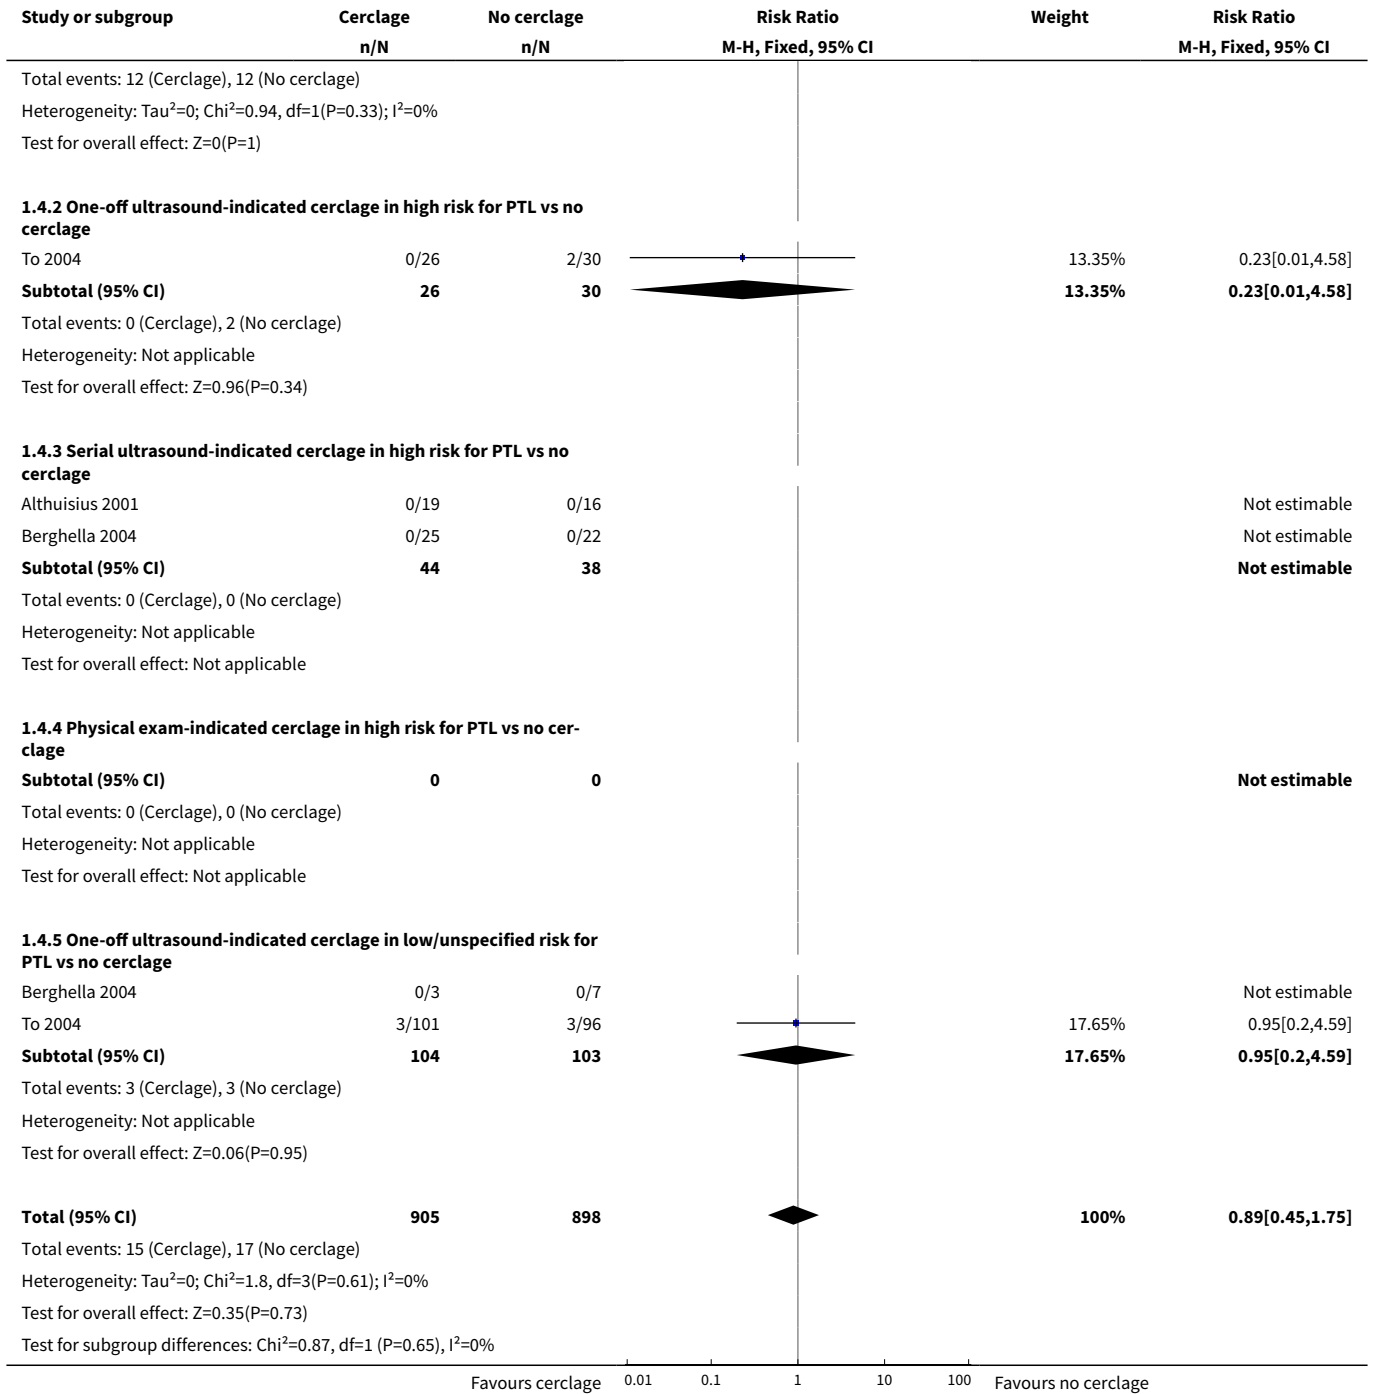 Study or subgroup Cerclage No cerclage Risk Ratio Weight Risk Ratio
n/N n/N M-H, Fixed, 95% CI M-H, Fixed, 95% CI
Total events: 12 (Cerclage), 12 (No cerclage)
Heterogeneity: Tau²=0; Chi²=0.94, df=1(P=0.33); I²=0%
Test for overall effect: Z=0(P=1)
1.4.2 One-off ultrasound-indicated cerclage in high risk for PTL vs no
cerclage
To 2004 0/26 2/30 13.35% 0.23[0.01,4.58]
Subtotal (95% CI) 26 30 13.35% 0.23[0.01,4.58]
Total events: 0 (Cerclage), 2 (No cerclage)
Heterogeneity: Not applicable
Test for overall effect: Z=0.96(P=0.34)
1.4.3 Serial ultrasound-indicated cerclage in high risk for PTL vs no
cerclage
Althuisius 2001 0/19 0/16 Not estimable
Berghella 2004 0/25 0/22 Not estimable
Subtotal (95% CI) 44 38 Not estimable
Total events: 0 (Cerclage), 0 (No cerclage)
Heterogeneity: Not applicable
Test for overall effect: Not applicable
1.4.4 Physical exam-indicated cerclage in high risk for PTL vs no cer-
clage
Subtotal (95% CI) 0 0 Not estimable
Total events: 0 (Cerclage), 0 (No cerclage)
Heterogeneity: Not applicable
Test for overall effect: Not applicable
1.4.5 One-off ultrasound-indicated cerclage in low/unspecified risk for
PTL vs no cerclage
Berghella 2004 0/3 0/7 Not estimable
To 2004 3/101 3/96 17.65% 0.95[0.2,4.59]
Subtotal (95% CI) 104 103 17.65% 0.95[0.2,4.59]
Total events: 3 (Cerclage), 3 (No cerclage)
Heterogeneity: Not applicable
Test for overall effect: Z=0.06(P=0.95)
Total (95% CI) 905 898 100% 0.89[0.45,1.75]
Total events: 15 (Cerclage), 17 (No cerclage)
Heterogeneity: Tau²=0; Chi²=1.8, df=3(P=0.61); I²=0%
Test for overall effect: Z=0.35(P=0.73)
Test for subgroup differences: Chi²=0.87, df=1 (P=0.65), I²=0%
Favours cerclage 0.01 0.1 1 10 100 Favours no cerclage